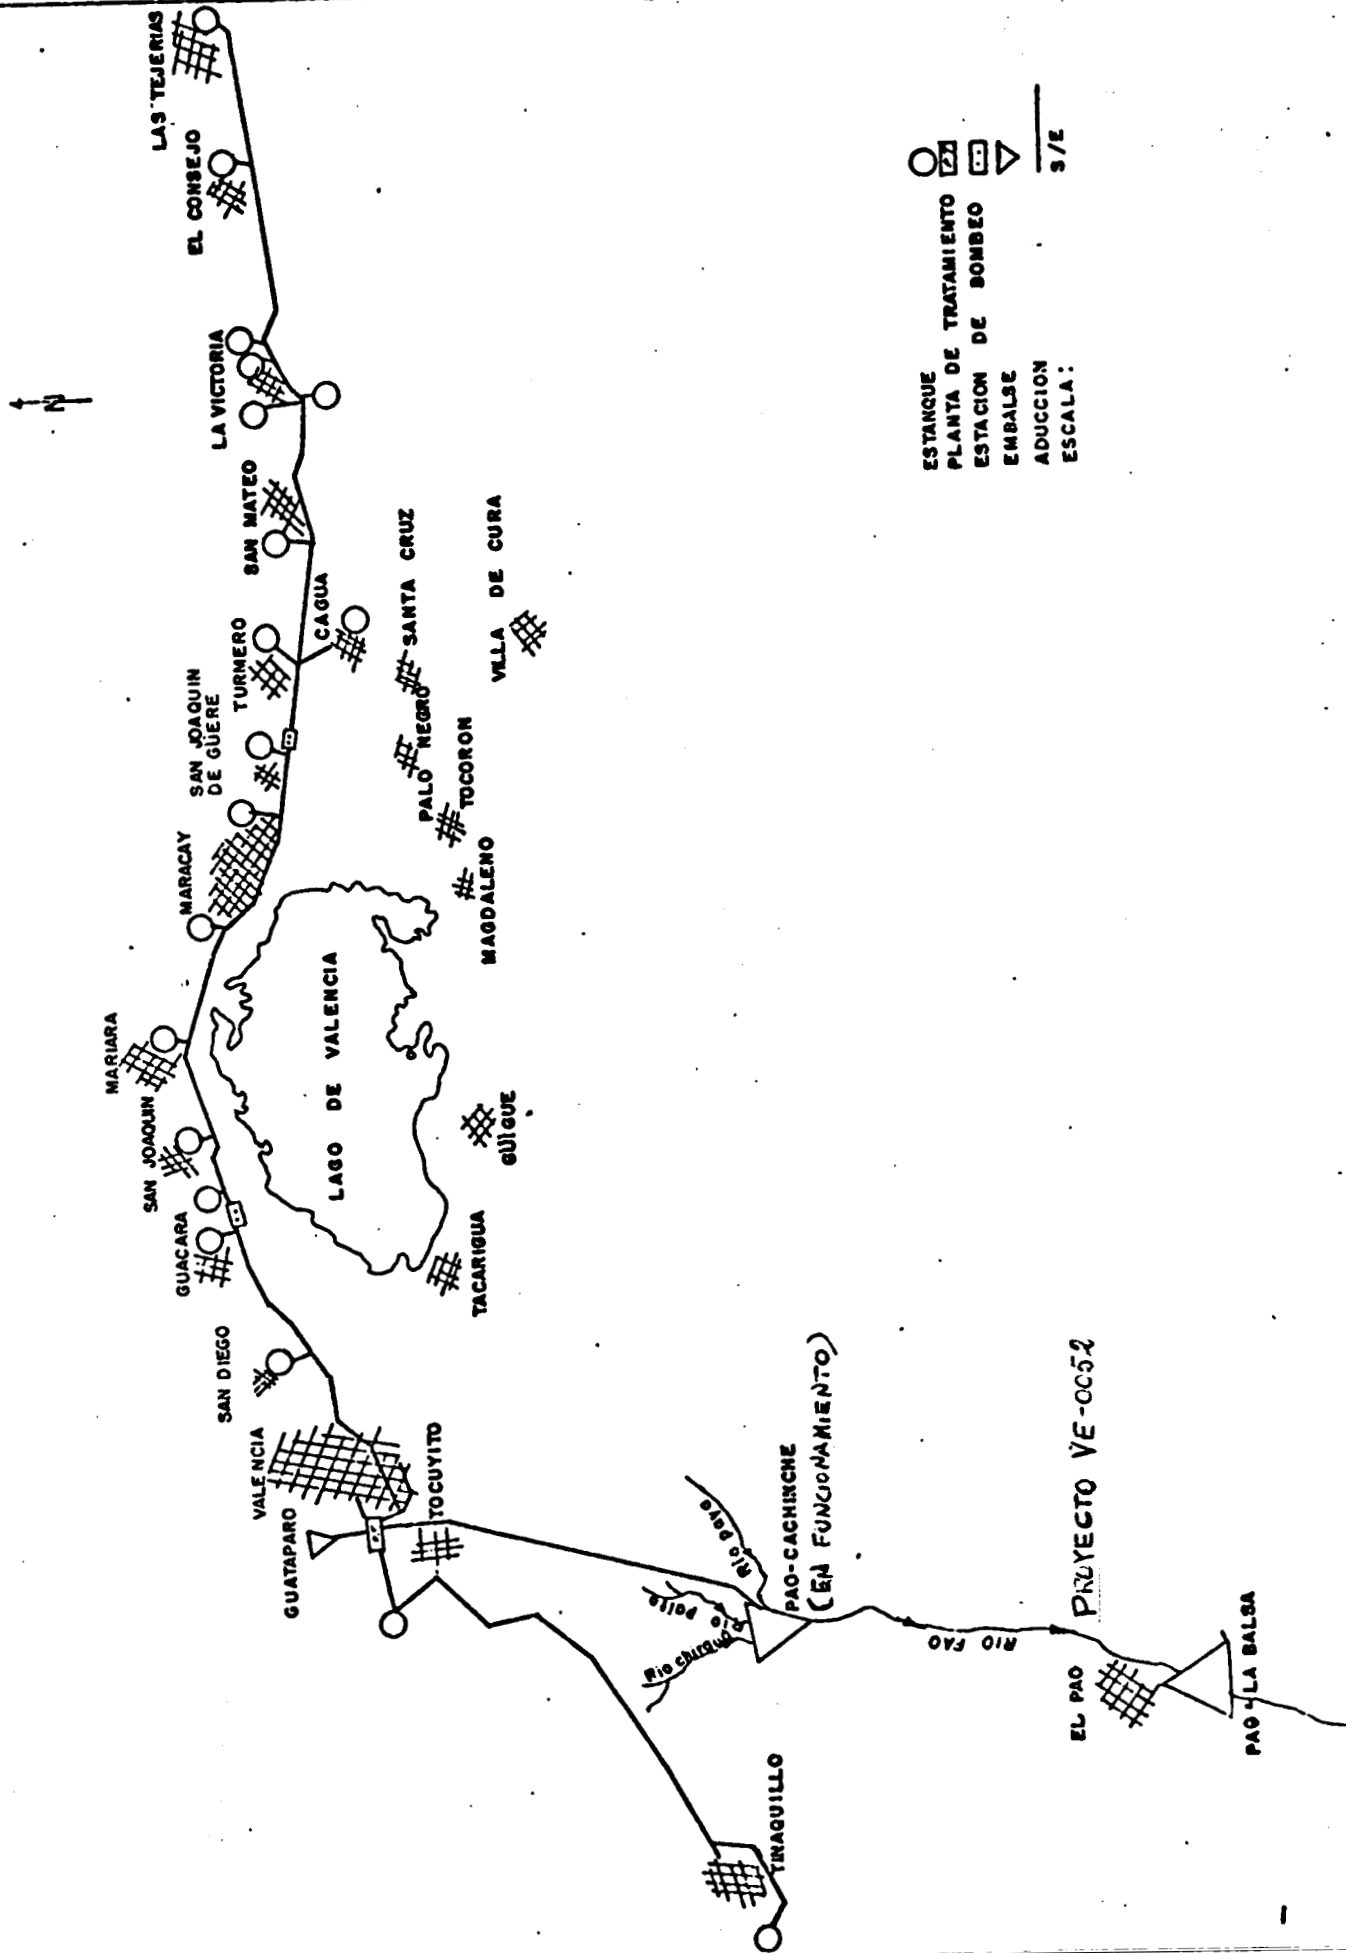 LAS TEJERIAS
EL CONSEJO
LA VICTORIA
SAN MATEO
CAGUA
TURMERO
SAN JOAQUIN
DE GÜERE
MARACAY
MARIARA
SAN JOAQUIN
GUACARA
SAN DIEGO
VALENCIA
GUATAPARO
TOCUYITO
N
SANTA CRUZ
PALO NEGRO
VILLA DE CURA
TOCORON
MAGDALENO
LAGO DE VALENCIA
GÜIGUE
TACARIGUA
Rio Paya
Rio Paito
Rio chirgua
PAO-CACHINCHE
(EN FUNCIONAMIENTO)
RIO PAO
PROYECTO VE-0052
EL PAO
PAO-LA BALSA
TINAQUILLO
ESTANQUE
PLANTA DE TRATAMIENTO
ESTACION DE BOMBEO
EMBALSE
ADUCCION
ESCALA: S/E